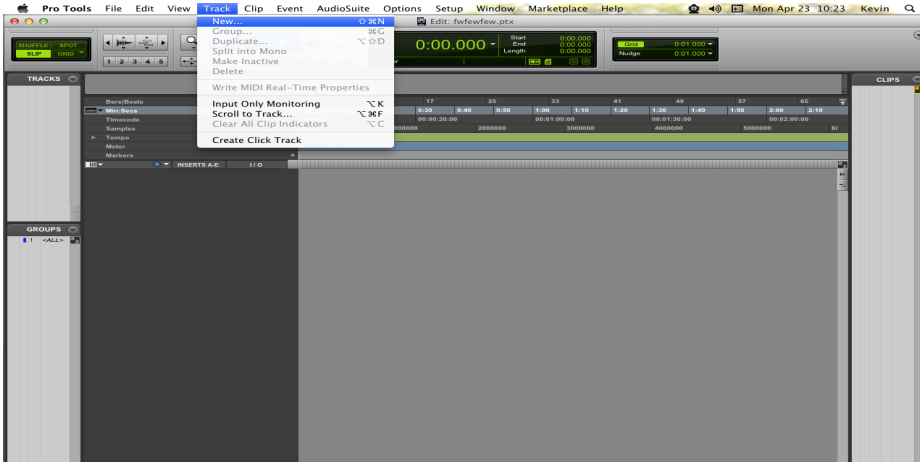 Pro Tools File Edit View Track Clip Event AudioSuite Options Setup Window Marketplace Help Mon Apr 23 10:23 Kevin
Edit: fwfewfew.ptx
New... ⇧⌘N
Group... ⌘G
Duplicate... ⌥⇧D
Split into Mono
Make Inactive
Delete
Write MIDI Real-Time Properties
Input Only Monitoring ⌥K
Scroll to Track... ⌥⌘F
Clear All Clip Indicators ⌥C
Create Click Track
SHUFFLE SPOT
SLIP GRID
1 2 3 4 5
0:00.000
Start 0:00.000
End 0:00.000
Length 0:00.000
Grid 0:01.000
Nudge 0:01.000
TRACKS
CLIPS
Bars|Beats 17 25 33 41 49 57 65
Min:Secs 0:30 0:40 0:50 1:00 1:10 1:20 1:30 1:40 1:50 2:00 2:10
Timecode 00:00:30:00 00:01:00:00 00:01:30:00 00:02:00:00
Samples 2000000 3000000 4000000 5000000
Tempo
Meter
Markers
INSERTS A-E I / O
GROUPS
1 <ALL>